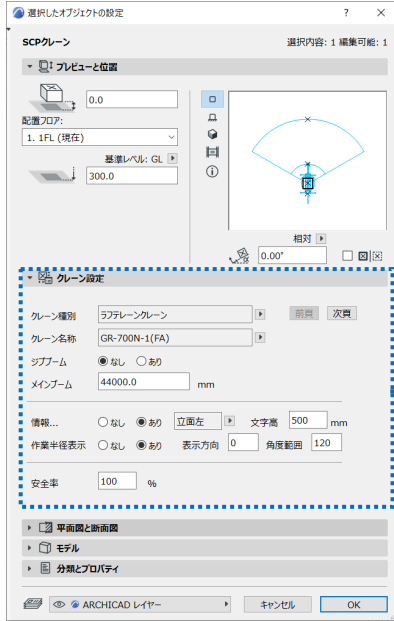 選択したオブジェクトの設定 ? ×
SCPクレーン 選択内容: 1 編集可能: 1
プレビューと位置
0.0
配置フロア:
1. 1FL (現在)
基準レベル: GL
300.0
相対
0.00°
クレーン設定
クレーン種別 ラフテレーンクレーン 前頁 次頁
クレーン名称 GR-700N-1(FA)
ジブブーム なし あり
メインブーム 44000.0 mm
情報... なし あり 立面左 文字高 500 mm
作業半径表示 なし あり 表示方向 0 角度範囲 120
安全率 100 %
平面図と断面図
モデル
分類とプロパティ
ARCHICAD レイヤー キャンセル OK